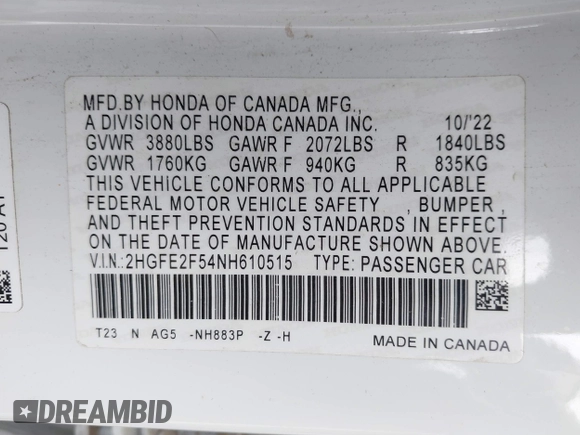 MFD.BY HONDA OF CANADA MFG.,
A DIVISION OF HONDA CANADA INC. 10/'22
GVWR 3880LBS GAWR F 2072LBS R 1840LBS
GVWR 1760KG GAWR F 940KG R 835KG
THIS VEHICLE CONFORMS TO ALL APPLICABLE
FEDERAL MOTOR VEHICLE SAFETY , BUMPER ,
AND THEFT PREVENTION STANDARDS IN EFFECT
ON THE DATE OF MANUFACTURE SHOWN ABOVE.
V.I.N.:2HGFE2F54NH610515 TYPE: PASSENGER CAR
T23 N AG5 -NH883P -Z -H
MADE IN CANADA
DREAMBID